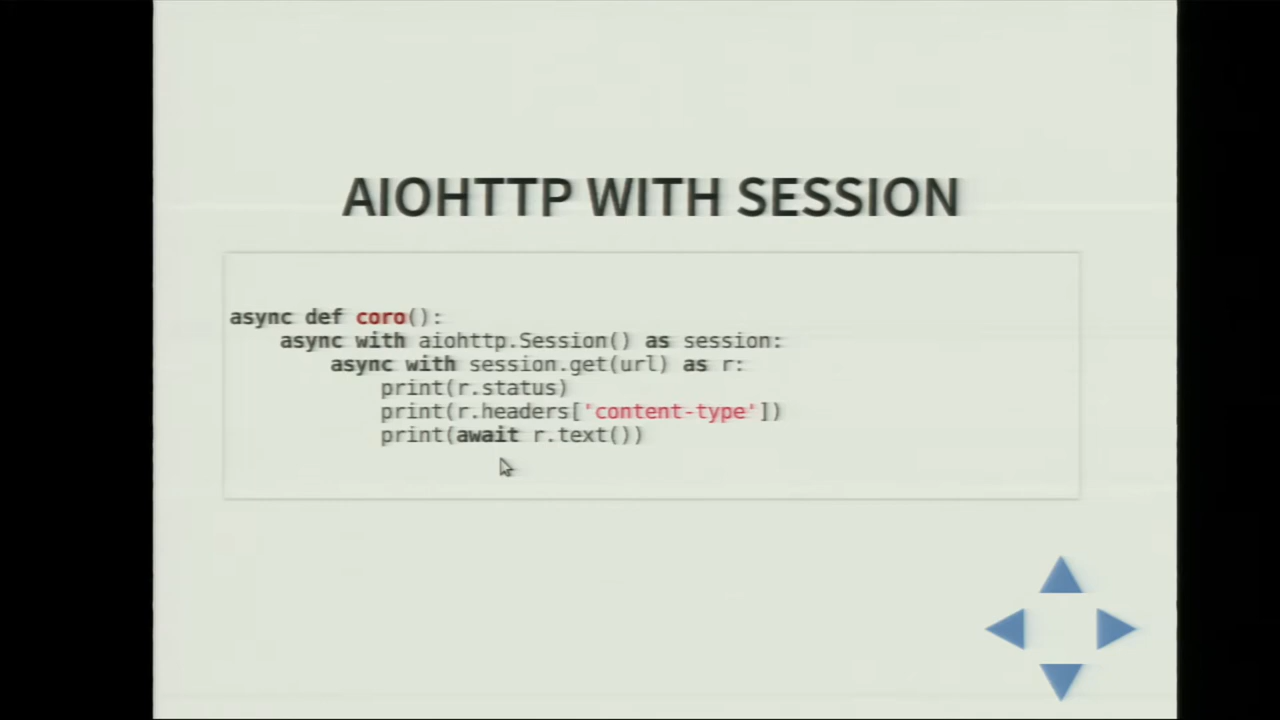 AIOHTTP WITH SESSION
async def coro():
    async with aiohttp.Session() as session:
        async with session.get(url) as r:
            print(r.status)
            print(r.headers['content-type'])
            print(await r.text())